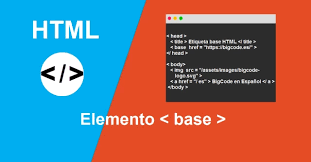 HTML
</>
< head >
< title > Etiqueta base HTML </ title >
< base href = "https://bigcode.es/" >
</ head >
< body>
< img src = "/assets/images/bigcode-
logo.svg" >
< a href = "/ es" > BigCode en Español </ a >
</ body >
Elemento < base >